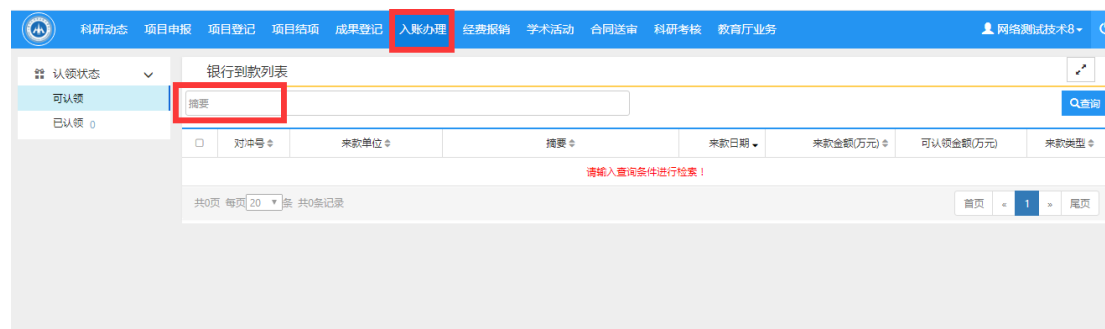 科研动态 项目申报 项目登记 项目结项 成果登记 入账办理 经费报销 学术活动 合同送审 科研考核 教育厅业务 网络测试技术8
认领状态
可认领
已认领 0
银行到款列表
摘要 查询
对冲号 来款单位 摘要 来款日期 来款金额(万元) 可认领金额(万元) 来款类型
请输入查询条件进行检索！
共0页 每页 20 条 共0条记录 首页 « 1 » 尾页